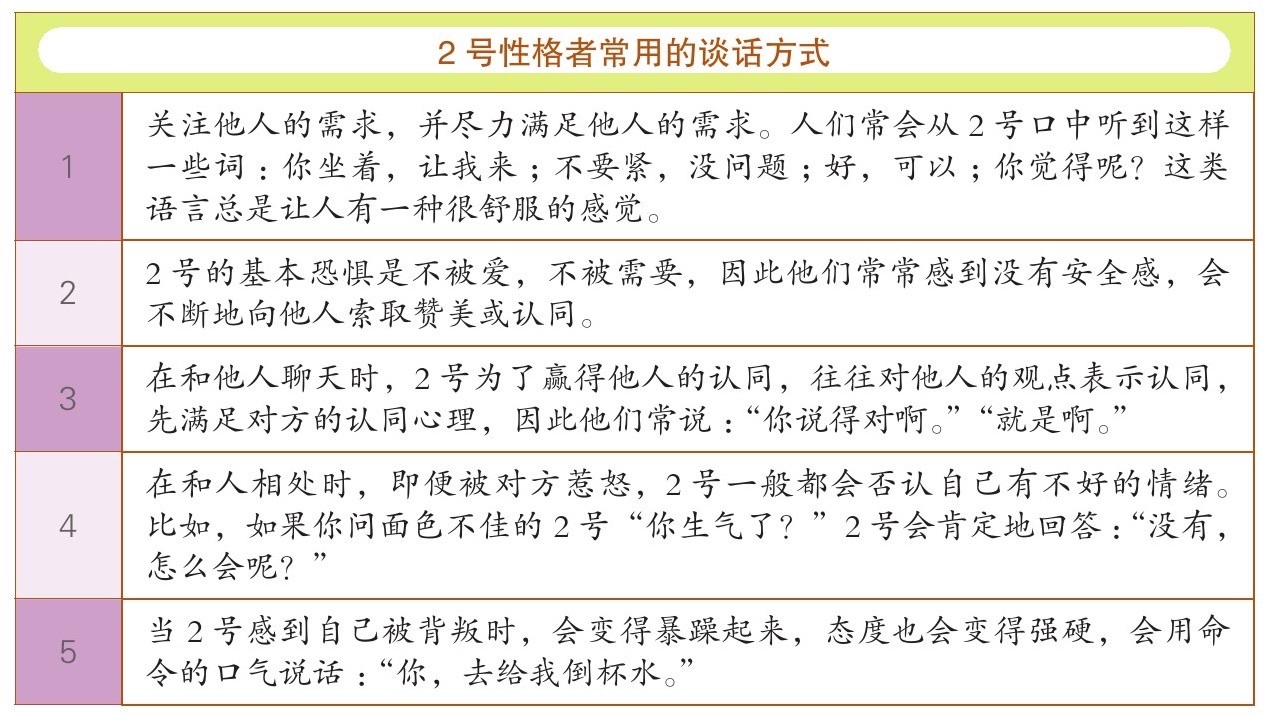 2 号性格者常用的谈话方式
1
关注他人的需求，并尽力满足他人的需求。人们常会从 2 号口中听到这样
一些词：你坐着，让我来；不要紧，没问题；好，可以；你觉得呢？这类
语言总是让人有一种很舒服的感觉。
2
2 号的基本恐惧是不被爱，不被需要，因此他们常常感到没有安全感，会
不断地向他人索取赞美或认同。
3
在和他人聊天时，2 号为了赢得他人的认同，往往对他人的观点表示认同，
先满足对方的认同心理，因此他们常说：“你说得对啊。”“就是啊。”
4
在和人相处时，即便被对方惹怒，2 号一般都会否认自己有不好的情绪。
比如，如果你问面色不佳的 2 号“你生气了？”2 号会肯定地回答：“没有，
怎么会呢？”
5
当 2 号感到自己被背叛时，会变得暴躁起来，态度也会变得强硬，会用命
令的口气说话：“你，去给我倒杯水。”